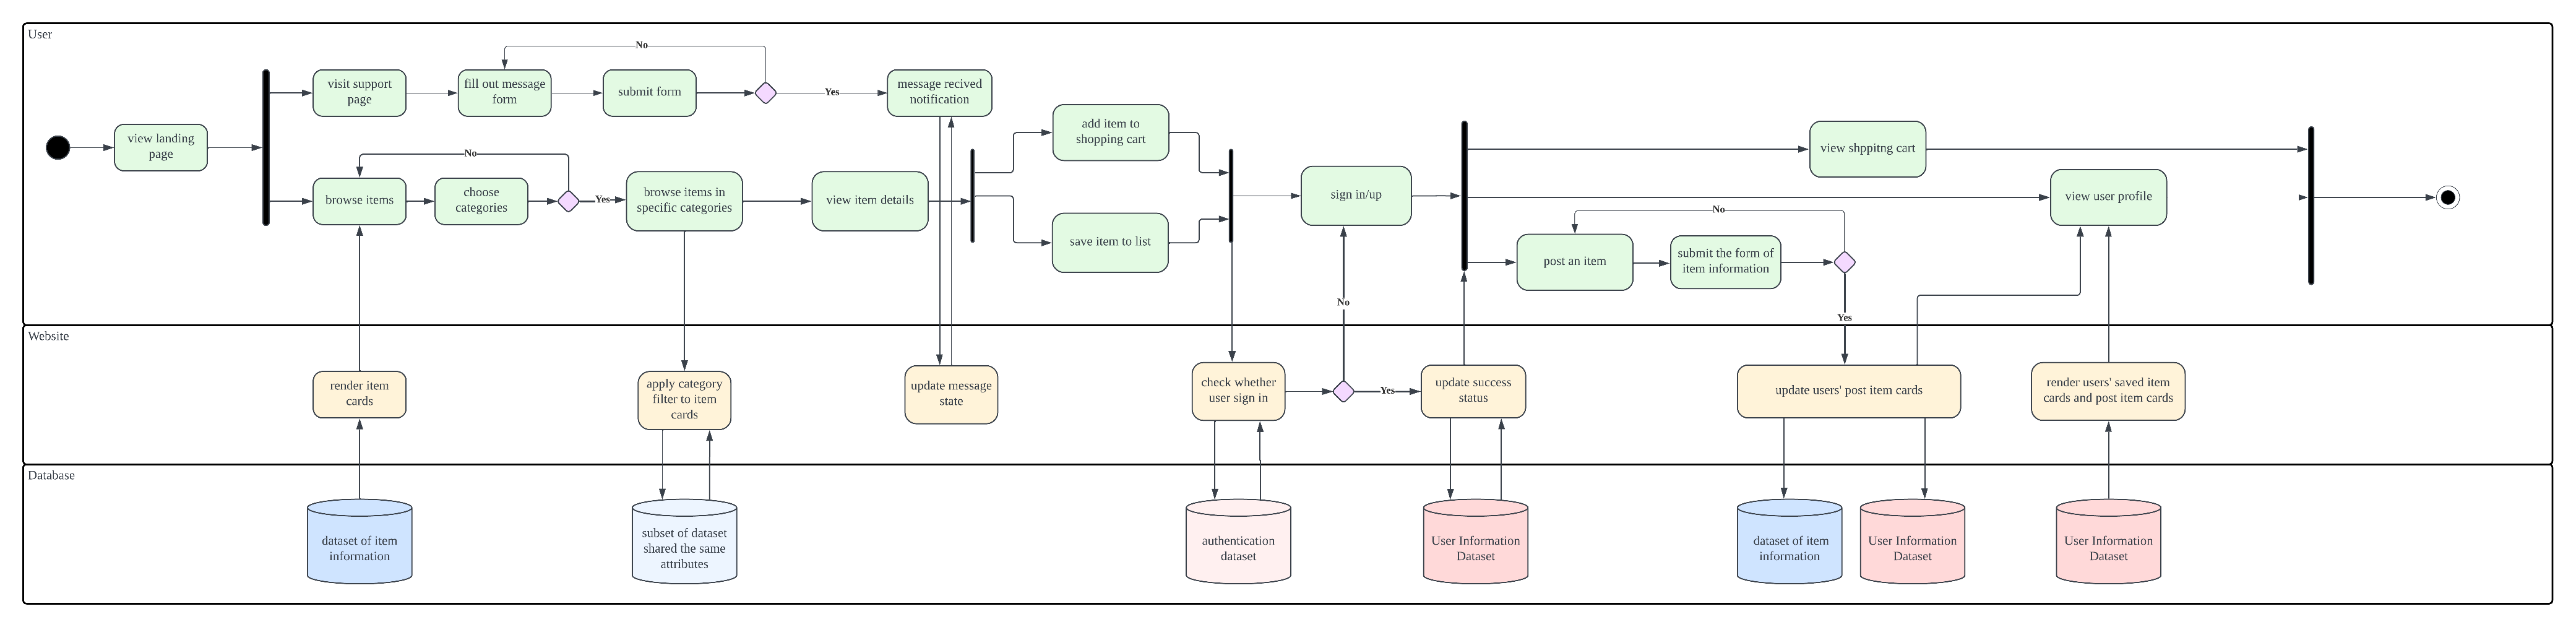 User
No
visit support
page
fill out message
form
submit form
Yes
message recived
notification
view landing
page
add item to
shopping cart
view shppitng cart
No
browse items
choose
categories
Yes
browse items in
specific categories
view item details
sign in/up
view user profile
save item to list
No
post an item
submit the form of
item information
No
Yes
Website
render item
cards
apply category
filter to item
cards
update message
state
check whether
user sign in
Yes
update success
status
update users' post item cards
render users' saved item
cards and post item cards
Database
dataset of item
information
subset of dataset
shared the same
attributes
authentication
dataset
User Information
Dataset
dataset of item
information
User Information
Dataset
User Information
Dataset